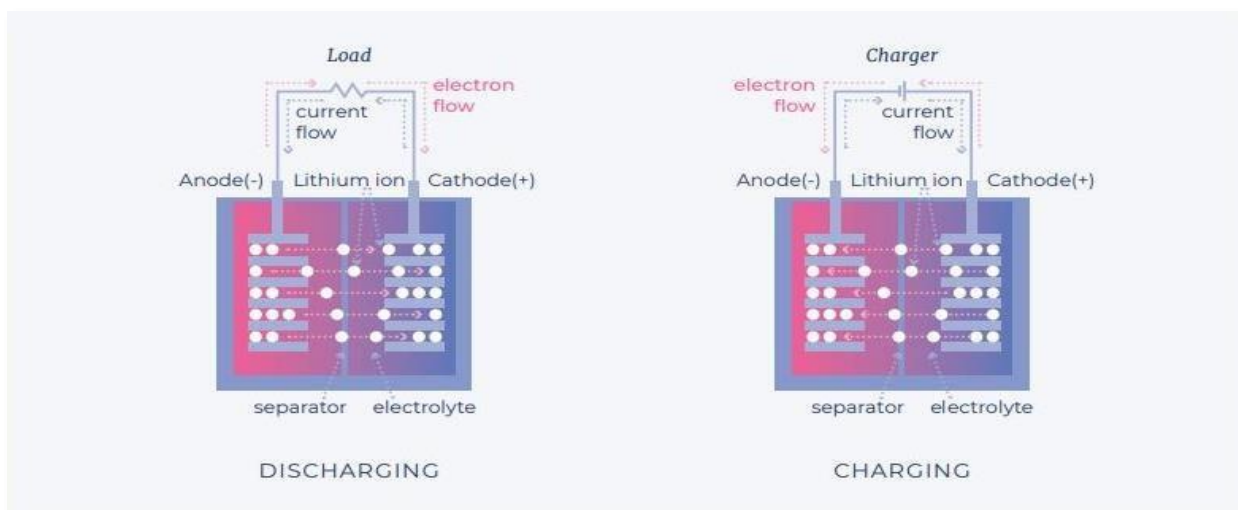 Load
electron
flow
current
flow
Anode(-)
Lithium ion
Cathode(+)
separator
electrolyte
DISCHARGING
Charger
electron
flow
current
flow
Anode(-)
Lithium ion
Cathode(+)
separator
electrolyte
CHARGING